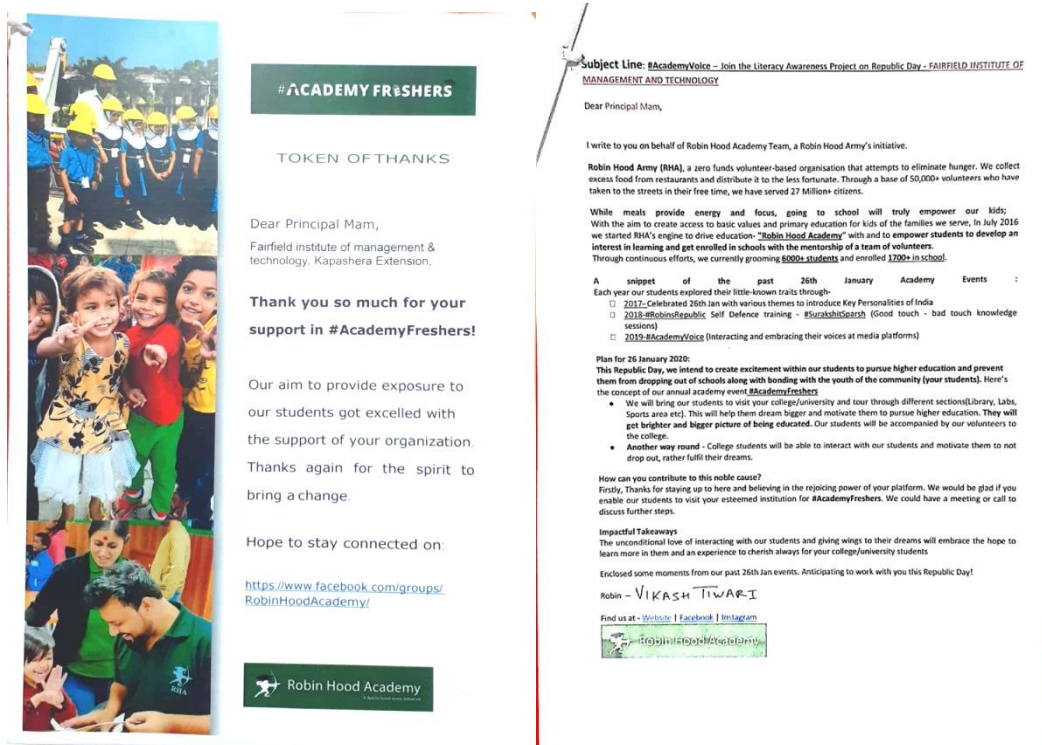 #ACADEMY FRESHERS
TOKEN OF THANKS
Dear Principal Mam,
Fairfield institute of management &
technology, Kapashera Extension,
Thank you so much for your
support in #AcademyFreshers!
Our aim to provide exposure to
our students got excelled with
the support of your organization.
Thanks again for the spirit to
bring a change.
Hope to stay connected on:
https://www.facebook.com/groups/
RobinHoodAcademy/
RHA
Robin Hood Academy
Subject Line: #AcademyVoice – Join the Literacy Awareness Project on Republic Day - FAIRFIELD INSTITUTE OF
MANAGEMENT AND TECHNOLOGY
Dear Principal Mam,
I write to you on behalf of Robin Hood Academy Team, a Robin Hood Army's initiative.
Robin Hood Army (RHA), a zero funds volunteer-based organisation that attempts to eliminate hunger. We collect
excess food from restaurants and distribute it to the less fortunate. Through a base of 50,000+ volunteers who have
taken to the streets in their free time, we have served 27 Million+ citizens.
While meals provide energy and focus, going to school will truly empower our kids;
With the aim to create access to basic values and primary education for kids of the families we serve, In July 2016
we started RHA's engine to drive education- "Robin Hood Academy" with and to empower students to develop an
interest in learning and get enrolled in schools with the mentorship of a team of volunteers.
Through continuous efforts, we currently grooming 6000+ students and enrolled 1700+ in school.
A snippet of the past 26th January Academy Events :
Each year our students explored their little-known traits through-
2017- Celebrated 26th Jan with various themes to introduce Key Personalities of India
2018-#RobinsRepublic Self Defence training - #SurakshitSparsh (Good touch - bad touch knowledge
sessions)
2019-#AcademyVoice (Interacting and embracing their voices at media platforms)
Plan for 26 January 2020:
This Republic Day, we intend to create excitement within our students to pursue higher education and prevent
them from dropping out of schools along with bonding with the youth of the community (your students). Here's
the concept of our annual academy event #AcademyFreshers
• We will bring our students to visit your college/university and tour through different sections(Library, Labs,
Sports area etc). This will help them dream bigger and motivate them to pursue higher education. They will
get brighter and bigger picture of being educated. Our students will be accompanied by our volunteers to
the college.
• Another way round - College students will be able to interact with our students and motivate them to not
drop out, rather fulfil their dreams.
How can you contribute to this noble cause?
Firstly, Thanks for staying up to here and believing in the rejoicing power of your platform. We would be glad if you
enable our students to visit your esteemed institution for #AcademyFreshers. We could have a meeting or call to
discuss further steps.
Impactful Takeaways
The unconditional love of interacting with our students and giving wings to their dreams will embrace the hope to
learn more in them and an experience to cherish always for your college/university students
Enclosed some moments from our past 26th Jan events. Anticipating to work with you this Republic Day!
Robin – VIKASH TIWARI
Find us at - Website | Facebook | Instagram
Robin Hood Academy